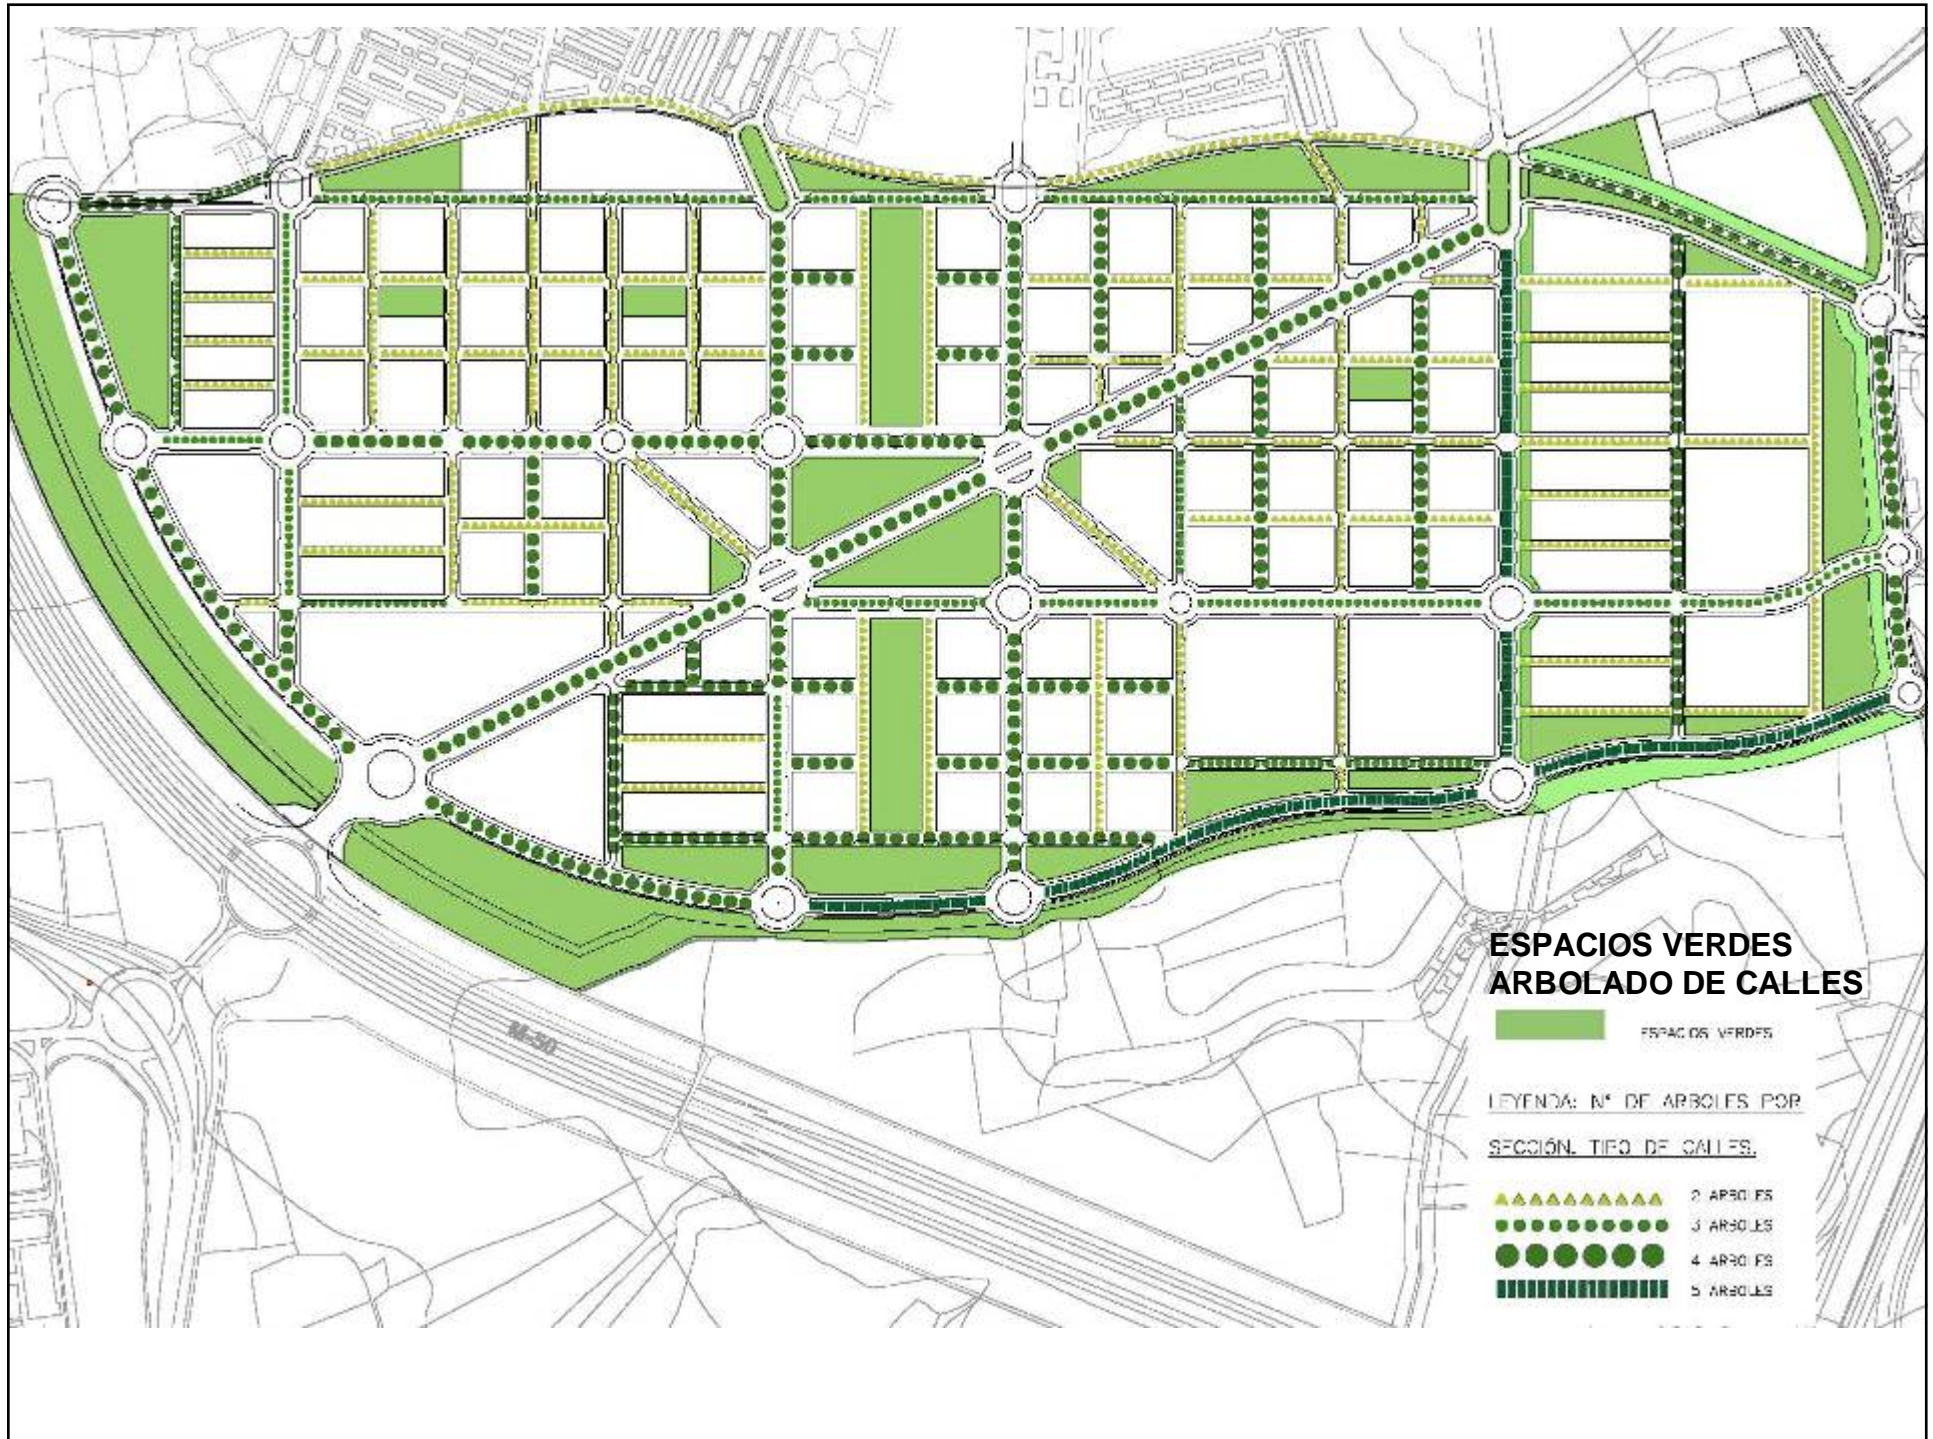 M-50
ESPACIOS VERDES
ARBOLADO DE CALLES
ESPACIOS VERDES
LEYENDA: Nº DE ARBOLES POR
SECCIÓN. TIPO DE CALLES.
2 ARBOLES
3 ARBOLES
4 ARBOLES
5 ARBOLES